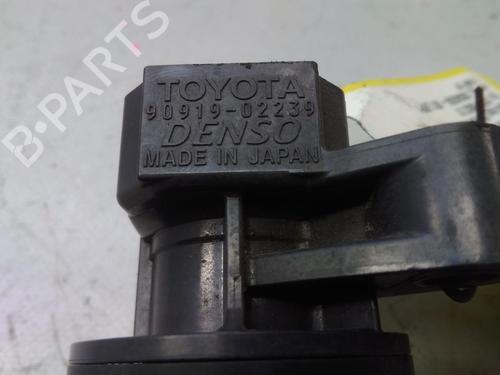 B-PARTS
TOYOTA
90919-02239
DENSO
MADE IN JAPAN